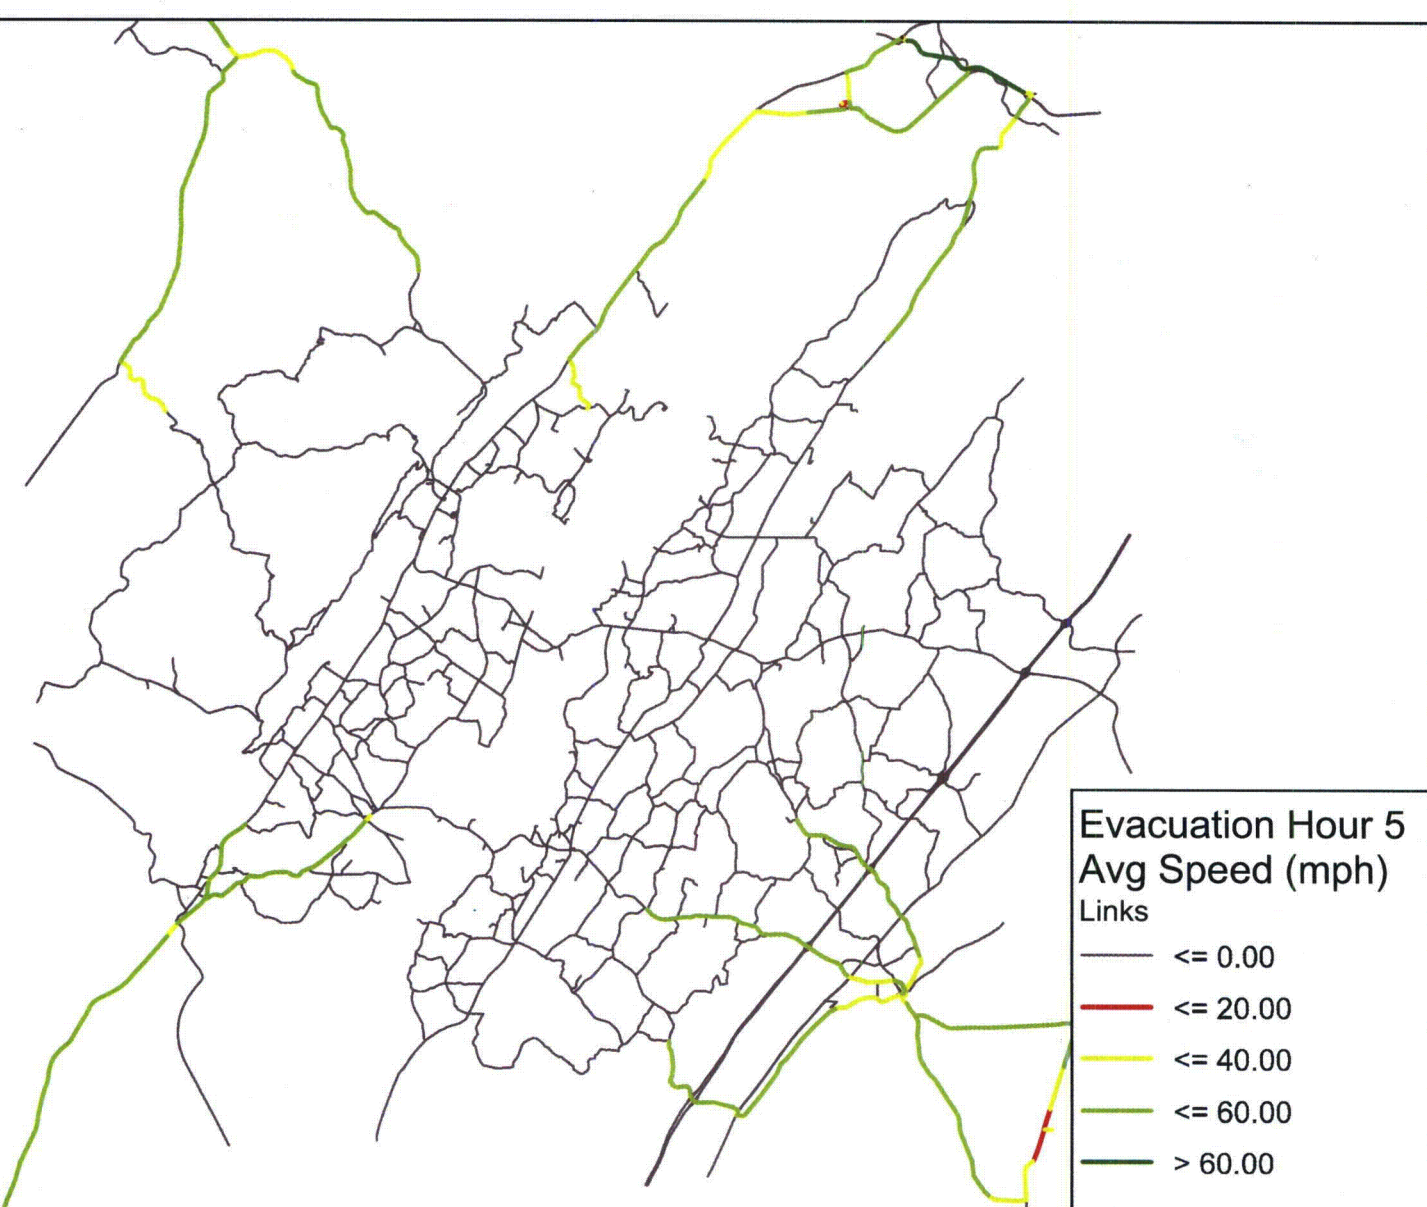 Evacuation Hour 5
Avg Speed (mph)
Links
<= 0.00
<= 20.00
<= 40.00
<= 60.00
> 60.00